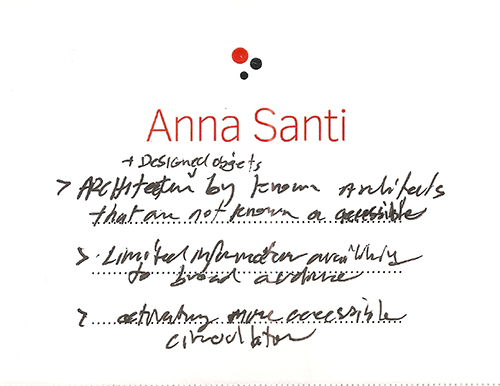 Anna Santi
+ Designed objects
> ARCHitecture by known Architects
that are not known or accessible
> Limited information availability
to broad audience
> activating more accessible
circulation